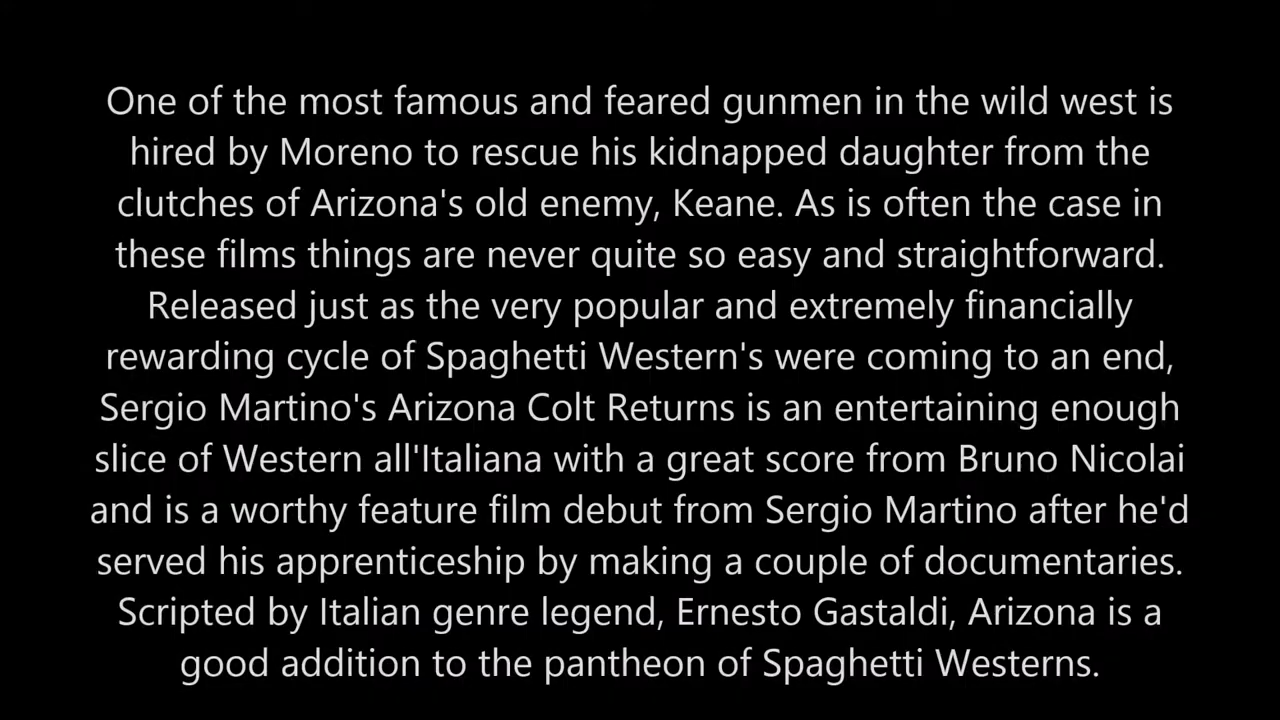 One of the most famous and feared gunmen in the wild west is
hired by Moreno to rescue his kidnapped daughter from the
clutches of Arizona's old enemy, Keane. As is often the case in
these films things are never quite so easy and straightforward.
Released just as the very popular and extremely financially
rewarding cycle of Spaghetti Western's were coming to an end,
Sergio Martino's Arizona Colt Returns is an entertaining enough
slice of Western all'Italiana with a great score from Bruno Nicolai
and is a worthy feature film debut from Sergio Martino after he'd
served his apprenticeship by making a couple of documentaries.
Scripted by Italian genre legend, Ernesto Gastaldi, Arizona is a
good addition to the pantheon of Spaghetti Westerns.